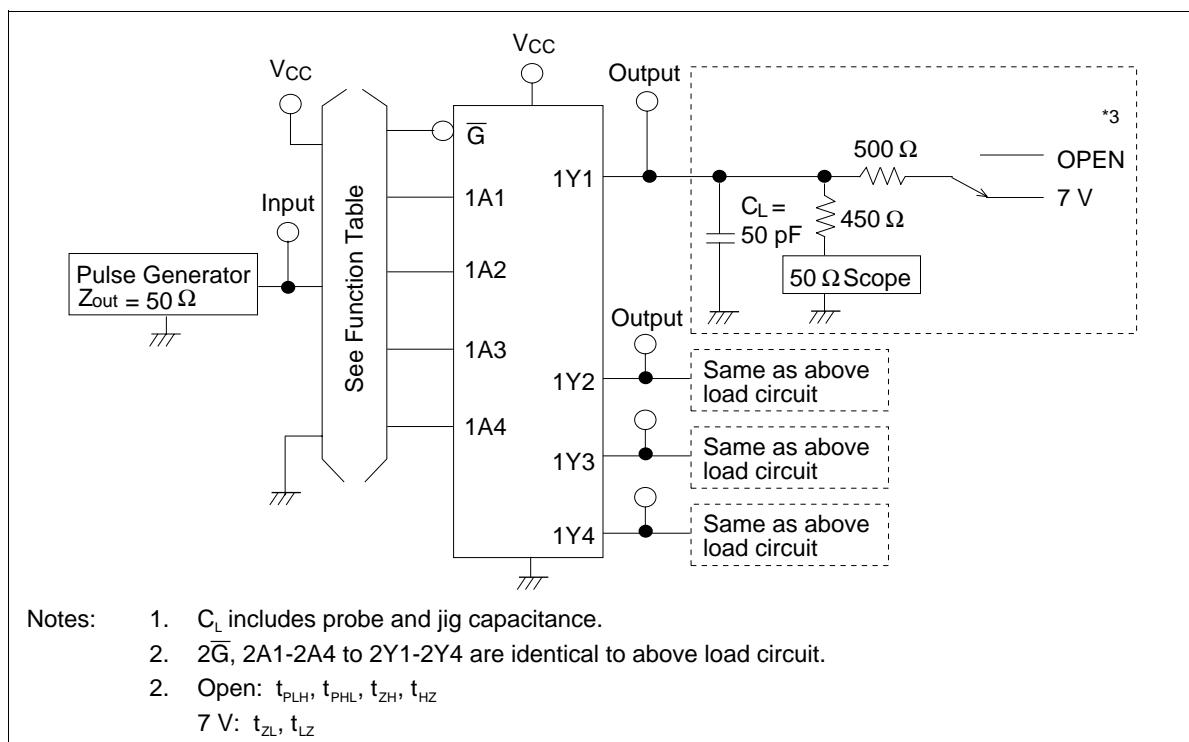 VCC
VCC
Output
*3
G̅
500 Ω
OPEN
1Y1
7 V
Input
1A1
CL =
50 pF
450 Ω
Pulse Generator
Zout = 50 Ω
See Function Table
1A2
50 Ω Scope
Output
1A3
1Y2
Same as above
load circuit
1A4
1Y3
Same as above
load circuit
1Y4
Same as above
load circuit
Notes: 1. CL includes probe and jig capacitance.
2. 2G̅, 2A1-2A4 to 2Y1-2Y4 are identical to above load circuit.
2. Open: tPLH, tPHL, tZH, tHZ
7 V: tZL, tLZ